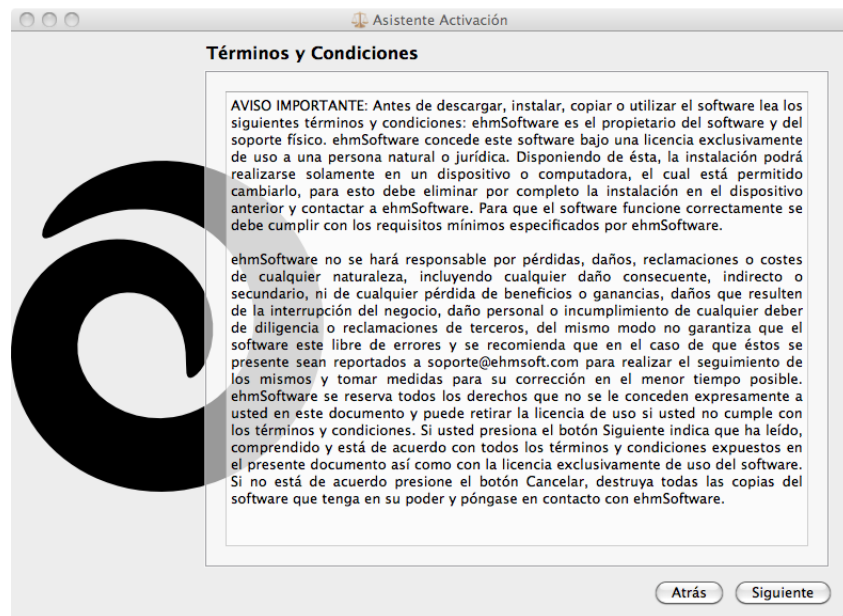 Asistente Activación
Términos y Condiciones
AVISO IMPORTANTE: Antes de descargar, instalar, copiar o utilizar el software lea los
siguientes términos y condiciones: ehmSoftware es el propietario del software y del
soporte físico. ehmSoftware concede este software bajo una licencia exclusivamente
de uso a una persona natural o jurídica. Disponiendo de ésta, la instalación podrá
realizarse solamente en un dispositivo o computadora, el cual está permitido
cambiarlo, para esto debe eliminar por completo la instalación en el dispositivo
anterior y contactar a ehmSoftware. Para que el software funcione correctamente se
debe cumplir con los requisitos mínimos especificados por ehmSoftware.
ehmSoftware no se hará responsable por pérdidas, daños, reclamaciones o costes
de cualquier naturaleza, incluyendo cualquier daño consecuente, indirecto o
secundario, ni de cualquier pérdida de beneficios o ganancias, daños que resulten
de la interrupción del negocio, daño personal o incumplimiento de cualquier deber
de diligencia o reclamaciones de terceros, del mismo modo no garantiza que el
software este libre de errores y se recomienda que en el caso de que éstos se
presente sean reportados a soporte@ehmsoft.com para realizar el seguimiento de
los mismos y tomar medidas para su corrección en el menor tiempo posible.
ehmSoftware se reserva todos los derechos que no se le conceden expresamente a
usted en este documento y puede retirar la licencia de uso si usted no cumple con
los términos y condiciones. Si usted presiona el botón Siguiente indica que ha leído,
comprendido y está de acuerdo con todos los términos y condiciones expuestos en
el presente documento así como con la licencia exclusivamente de uso del software.
Si no está de acuerdo presione el botón Cancelar, destruya todas las copias del
software que tenga en su poder y póngase en contacto con ehmSoftware.
Atrás
Siguiente